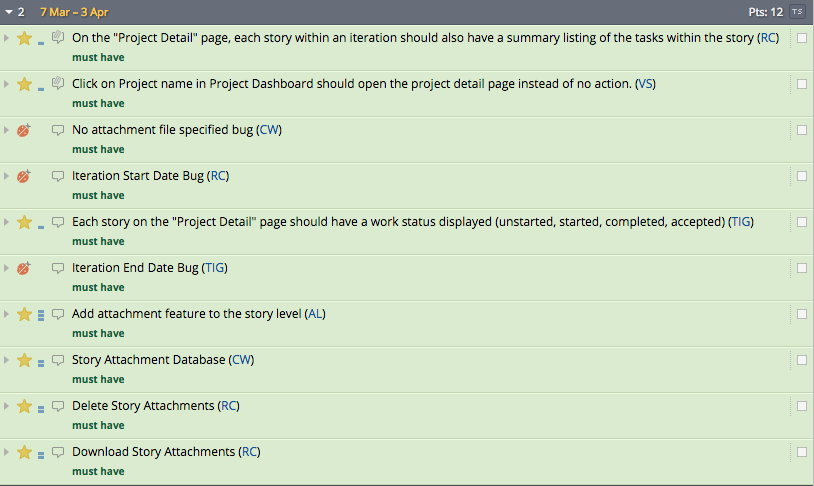 2 7 Mar – 3 Apr Pts: 12 TS
On the "Project Detail" page, each story within an iteration should also have a summary listing of the tasks within the story (RC)
must have
Click on Project name in Project Dashboard should open the project detail page instead of no action. (VS)
must have
No attachment file specified bug (CW)
must have
Iteration Start Date Bug (RC)
must have
Each story on the "Project Detail" page should have a work status displayed (unstarted, started, completed, accepted) (TIG)
must have
Iteration End Date Bug (TIG)
must have
Add attachment feature to the story level (AL)
must have
Story Attachment Database (CW)
must have
Delete Story Attachments (RC)
must have
Download Story Attachments (RC)
must have